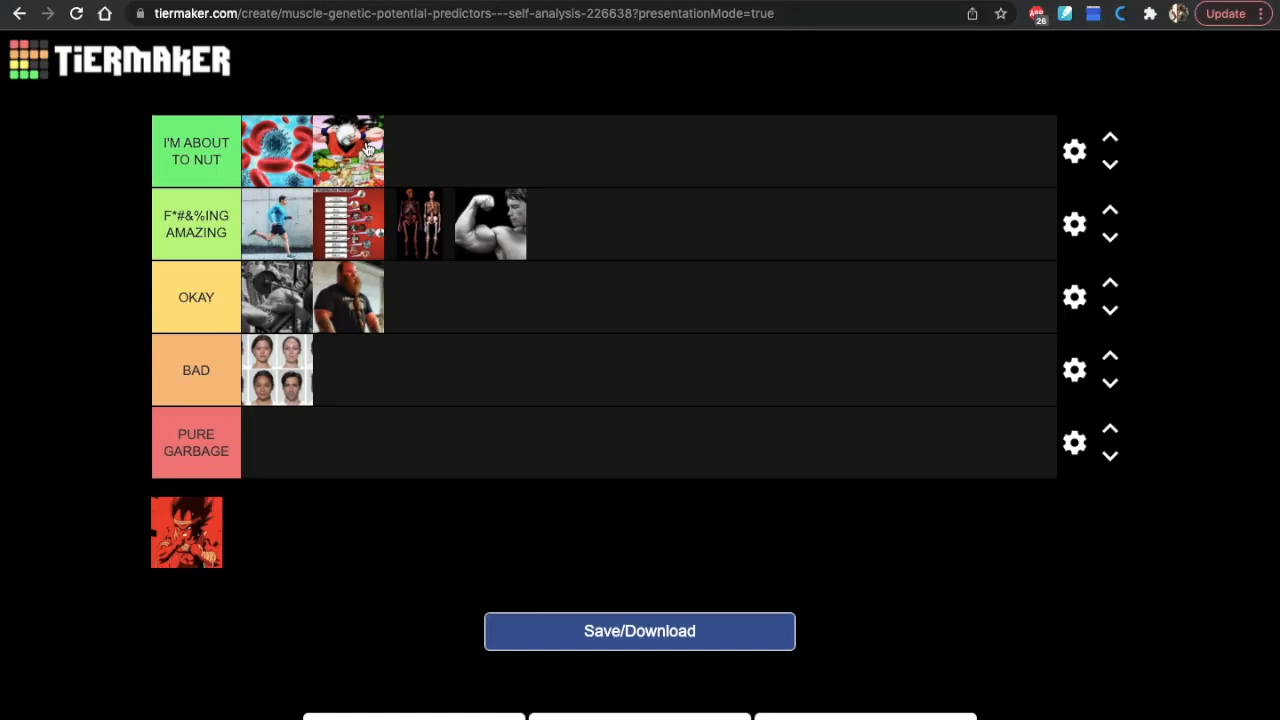 tiermaker.com/create/muscle-genetic-potential-predictors---self-analysis-226638?presentationMode=true
26
Update
TiERMAKER
I'M ABOUT
TO NUT
F*#&%ING
AMAZING
OKAY
BAD
PURE
GARBAGE
Save/Download